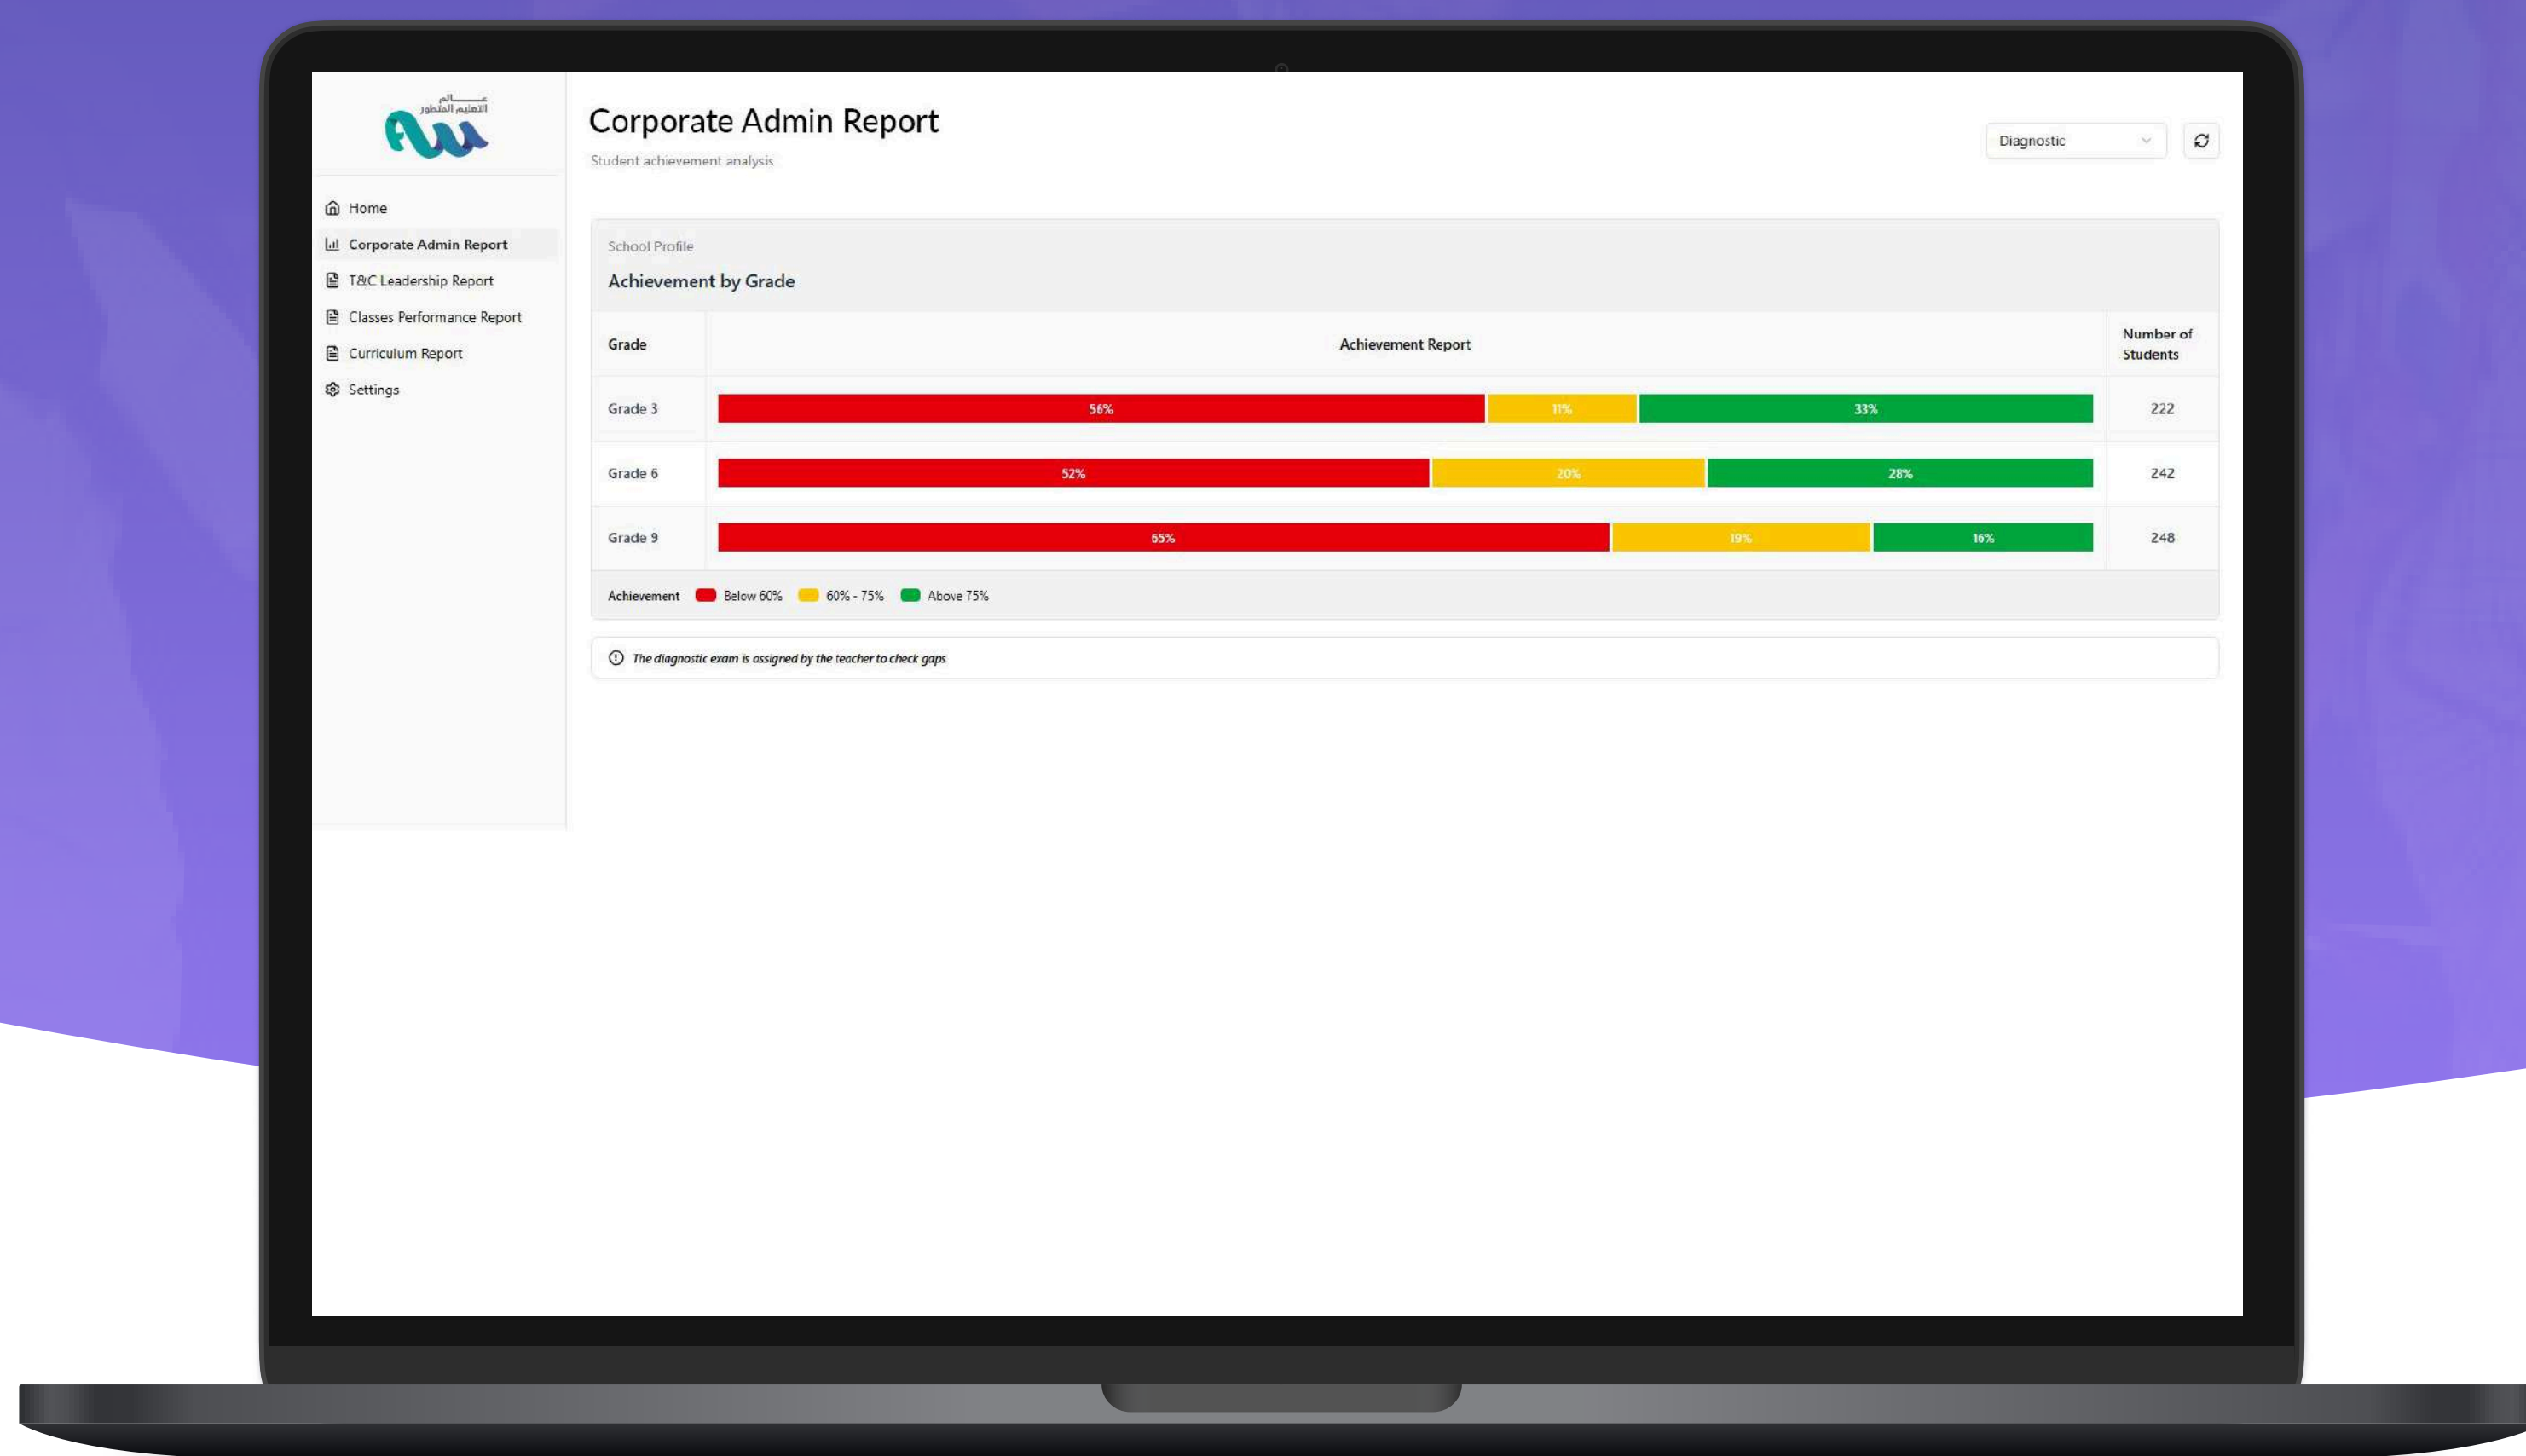 عـــالم
التعليم المتطور
Home
Corporate Admin Report
T&C Leadership Report
Classes Performance Report
Curriculum Report
Settings
Corporate Admin Report
Student achievement analysis
Diagnostic
School Profile
Achievement by Grade
Grade
Achievement Report
Number of
Students
Grade 3 56% 11% 33% 222
Grade 6 52% 20% 28% 242
Grade 9 65% 19% 16% 248
Achievement Below 60% 60% - 75% Above 75%
The diagnostic exam is assigned by the teacher to check gaps